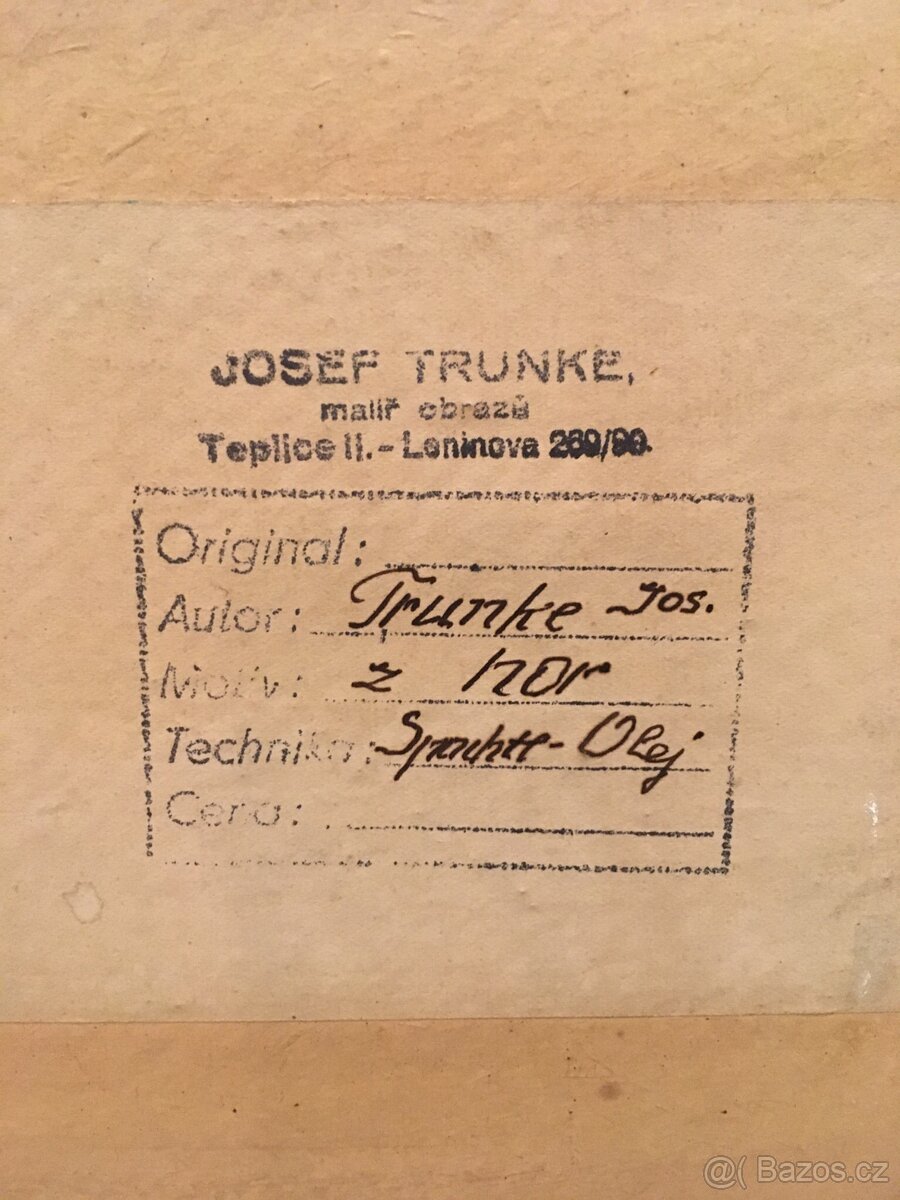 JOSEF TRUNKE,
malíř obrazů
Teplice II. - Leninova 269/90.
Original:
Autor: Trunke Jos.
Motiv: z hor
Technika: Spachtl-Olej
Cena:
@( Bazos.cz